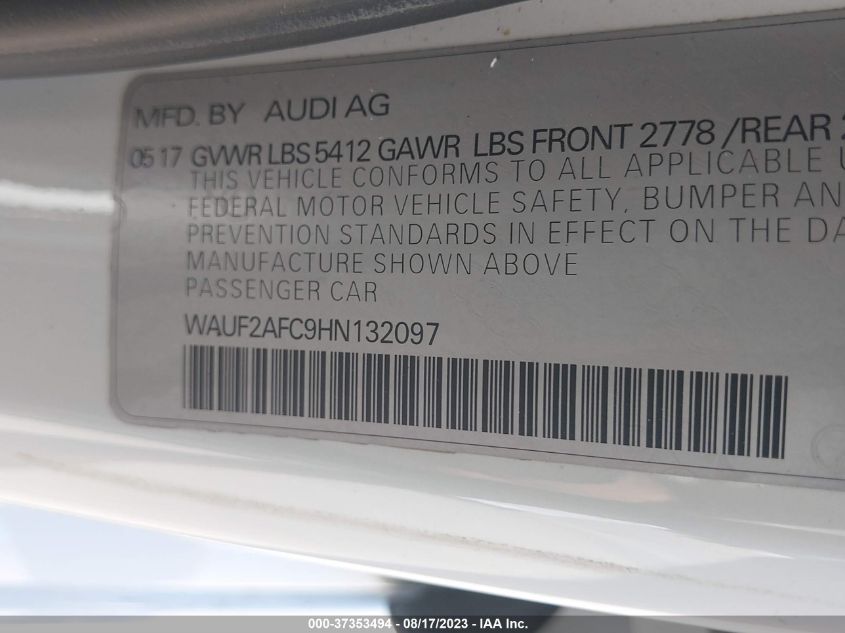 MFD. BY AUDI AG
05 17 GVWR LBS 5412 GAWR LBS FRONT 2778 /REAR
THIS VEHICLE CONFORMS TO ALL APPLICABLE
FEDERAL MOTOR VEHICLE SAFETY, BUMPER AN
PREVENTION STANDARDS IN EFFECT ON THE DA
MANUFACTURE SHOWN ABOVE
PASSENGER CAR
WAUF2AFC9HN132097
000-37353494 - 08/17/2023 - IAA Inc.